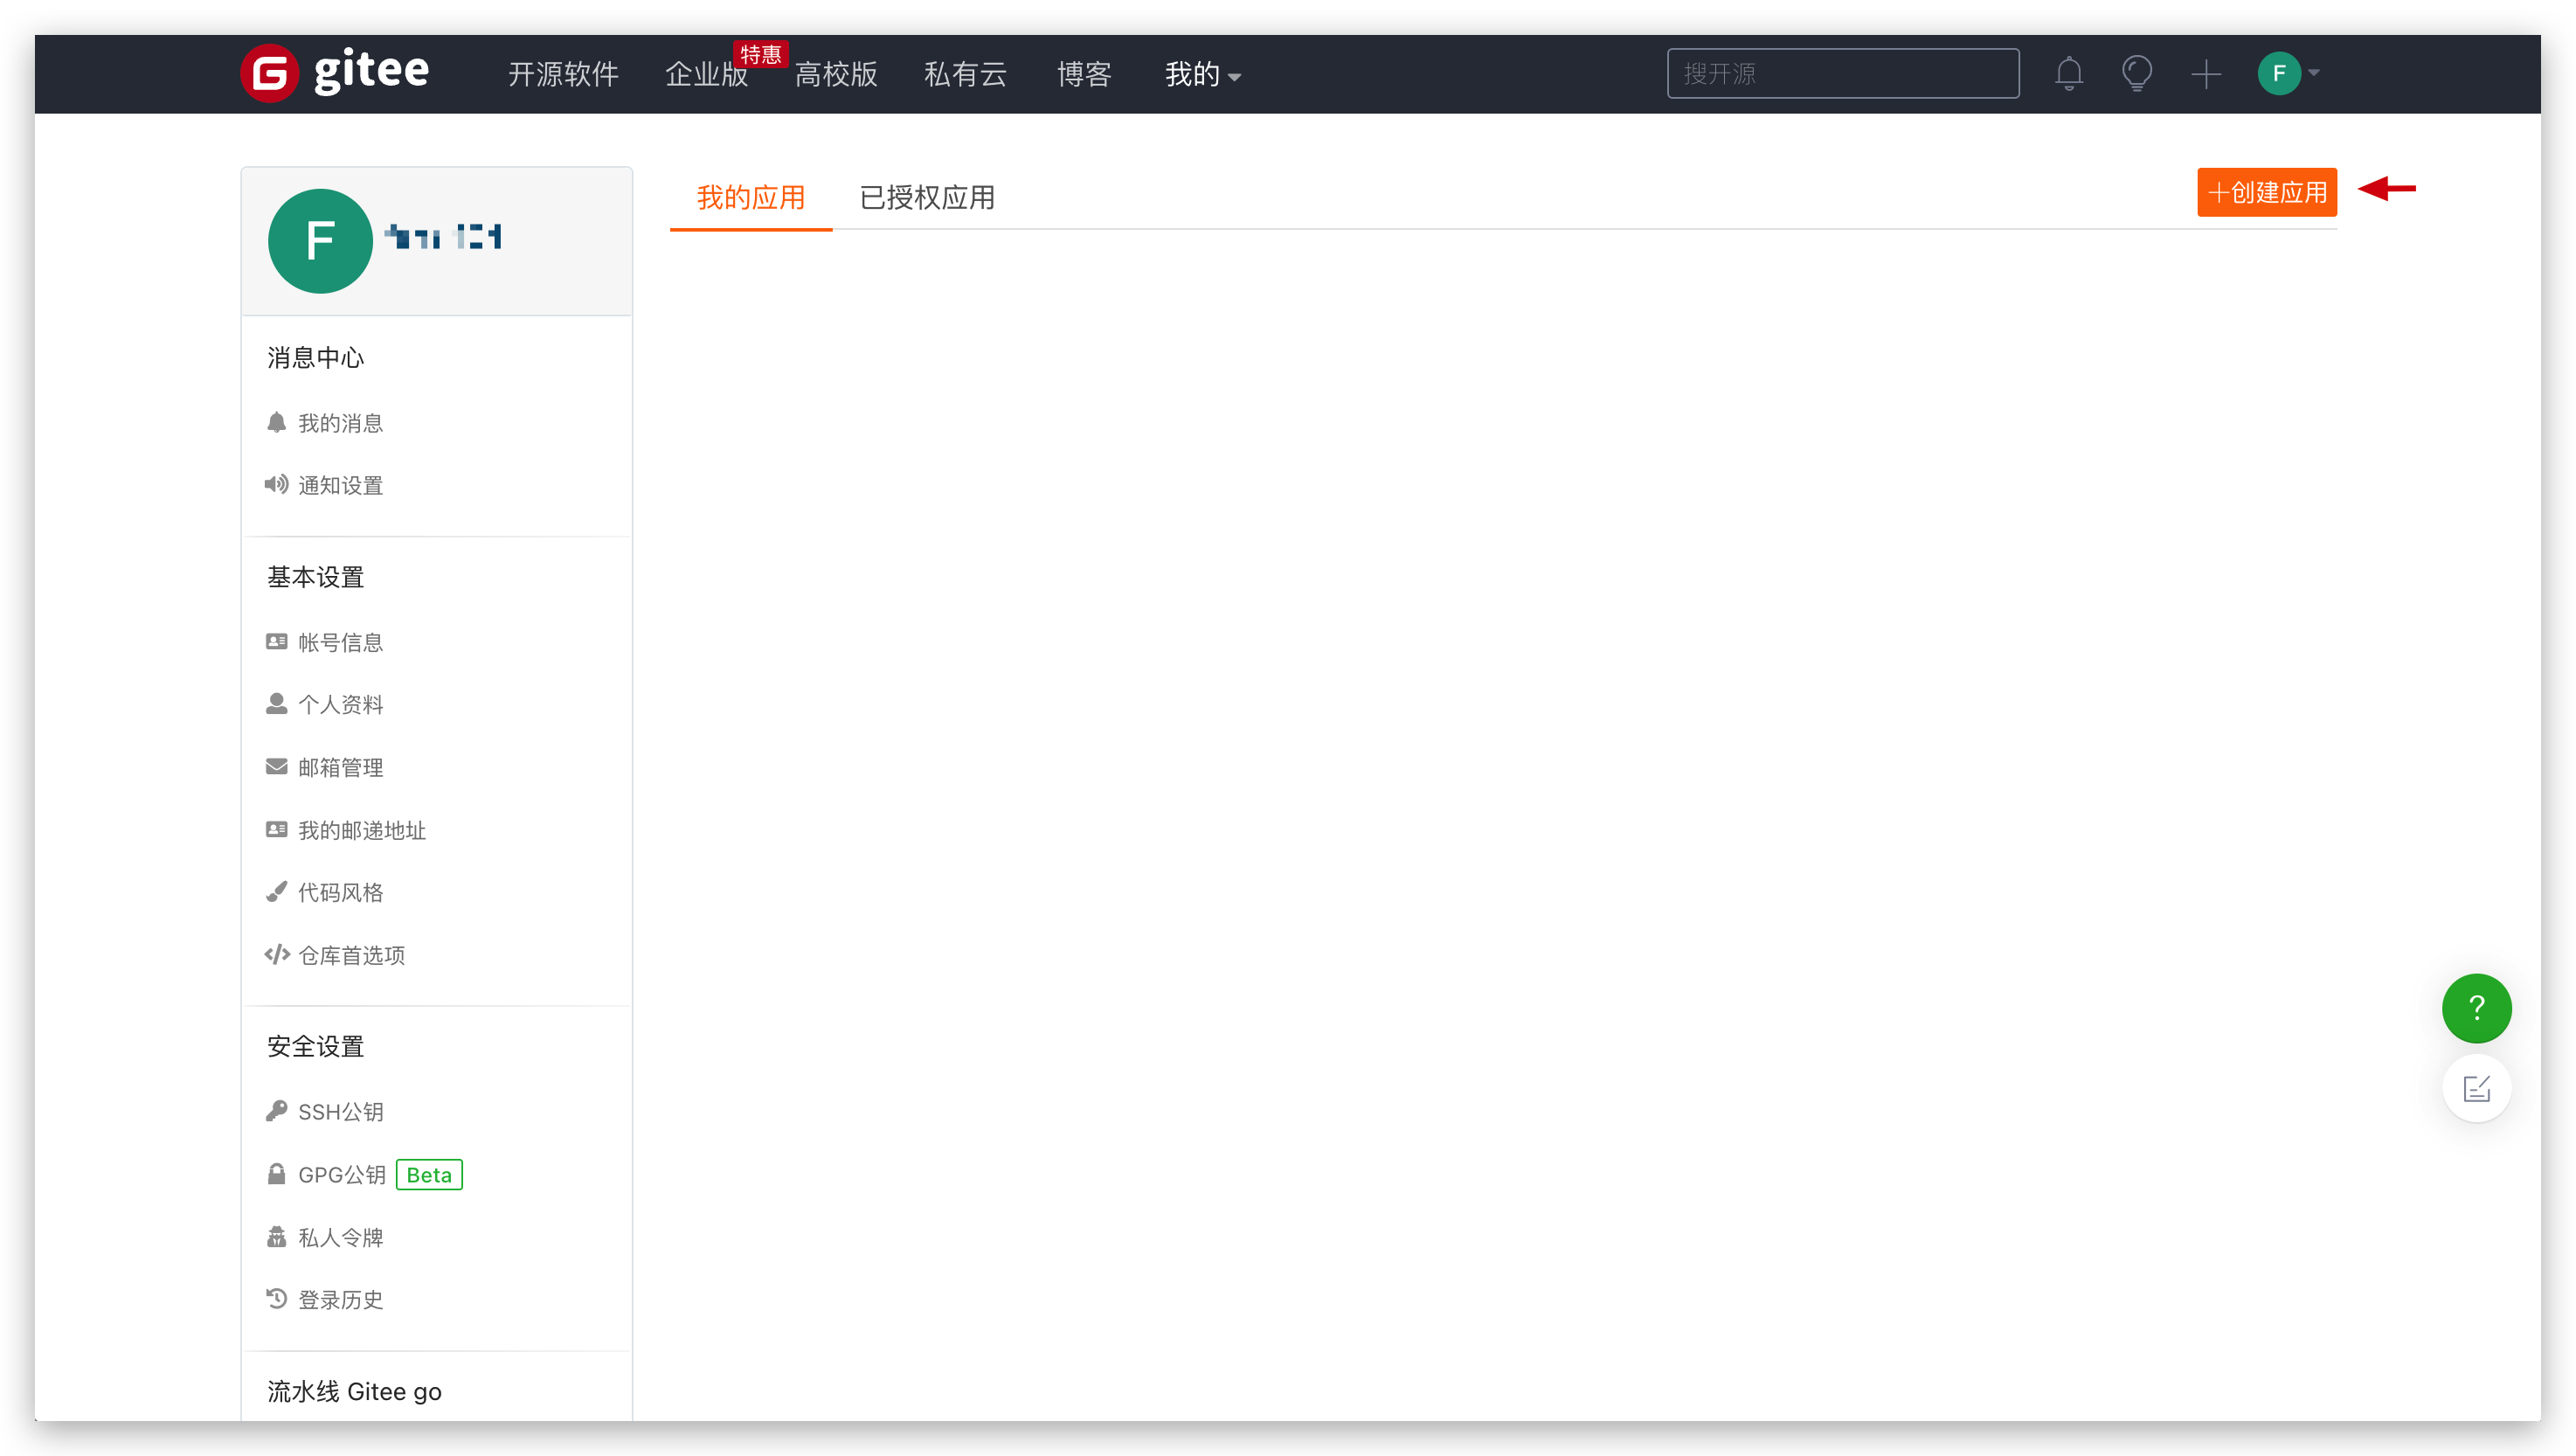 gitee 开源软件 企业版 特惠 高校版 私有云 博客 我的 搜开源 F
F
我的应用 已授权应用 +创建应用
消息中心
我的消息
通知设置
基本设置
帐号信息
个人资料
邮箱管理
我的邮递地址
代码风格
仓库首选项
安全设置
SSH公钥
GPG公钥 Beta
私人令牌
登录历史
流水线 Gitee go
?